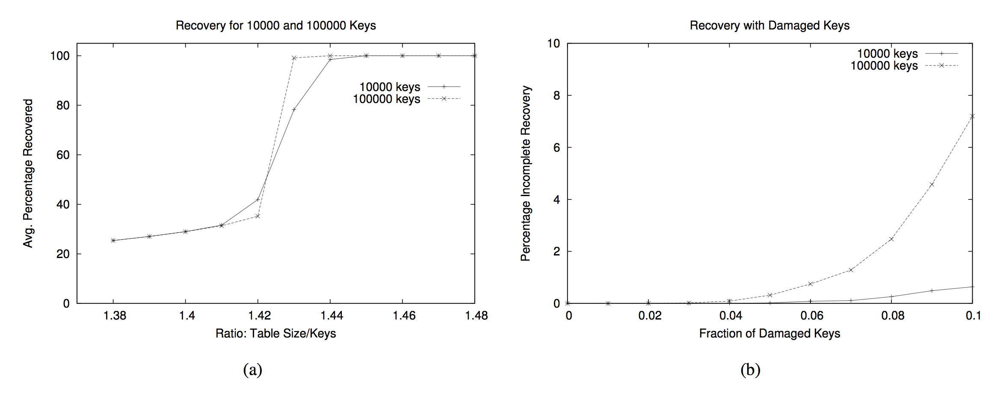 Recovery for 10000 and 100000 Keys
100
80
60
40
20
0
Avg. Percentage Recovered
10000 keys
100000 keys
1.38 1.4 1.42 1.44 1.46 1.48
Ratio: Table Size/Keys
(a)
Recovery with Damaged Keys
10
8
6
4
2
0
Percentage Incomplete Recovery
10000 keys
100000 keys
0 0.02 0.04 0.06 0.08 0.1
Fraction of Damaged Keys
(b)